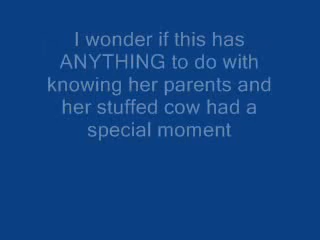 I wonder if this has
ANYTHING to do with
knowing her parents and
her stuffed cow had a
special moment